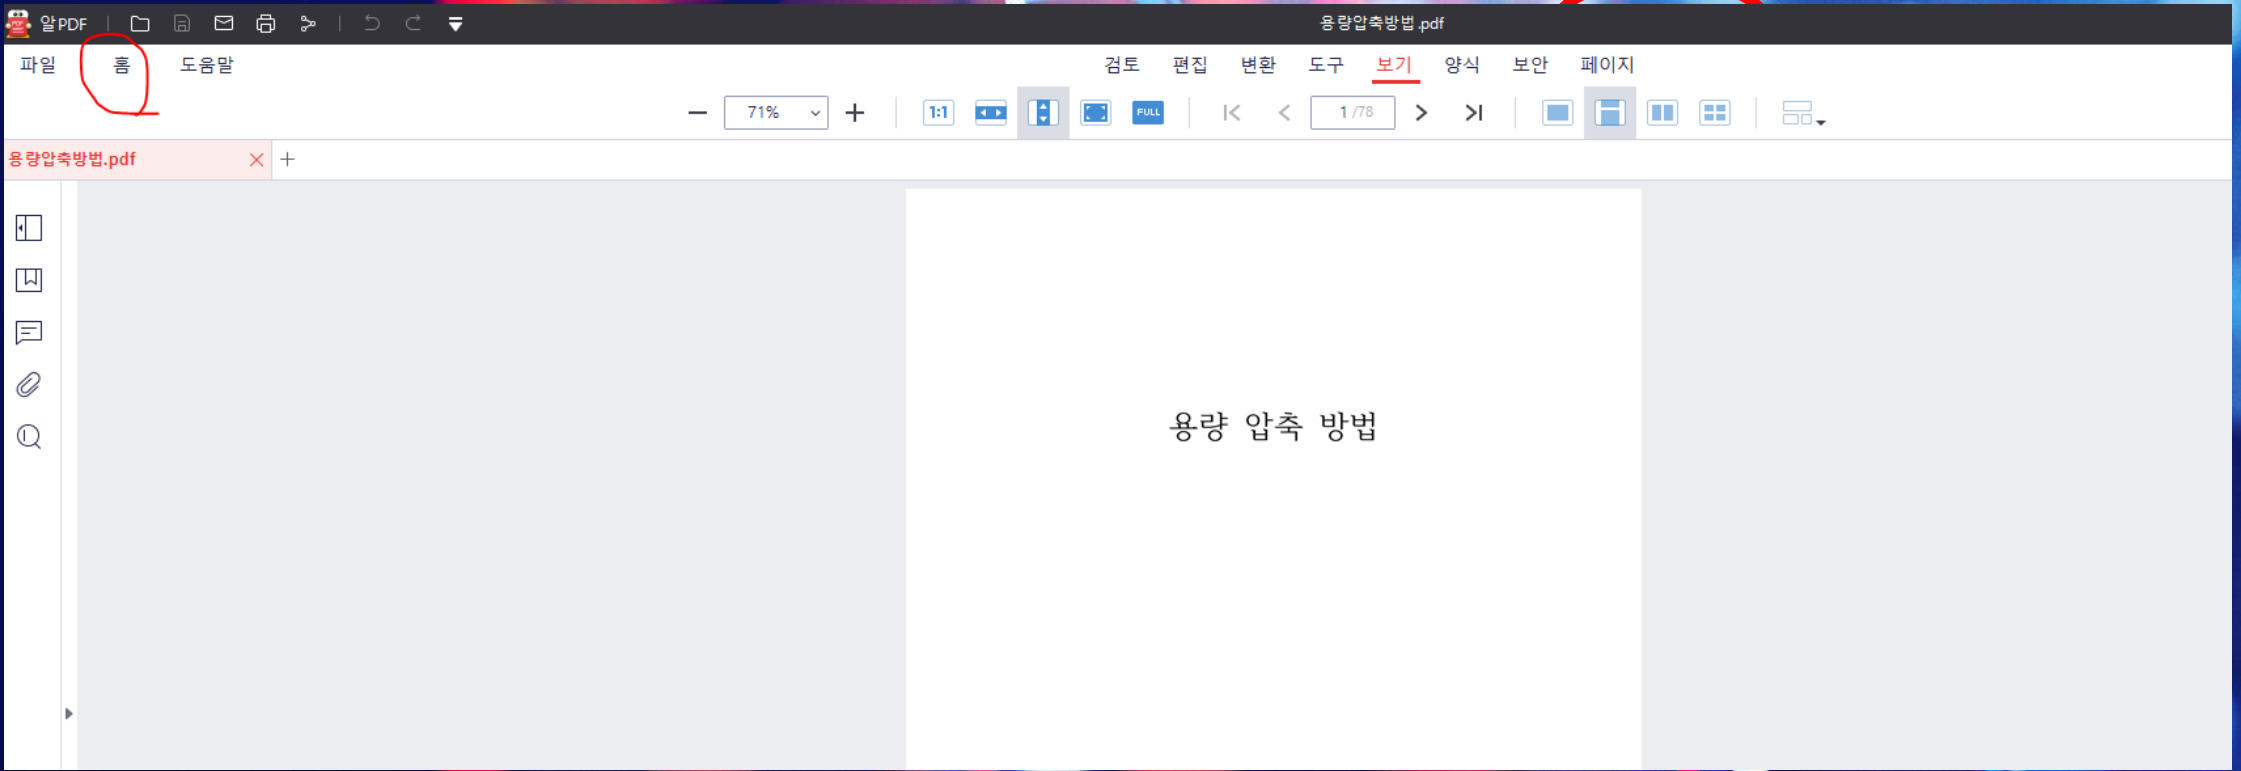 알PDF
용량압축방법.pdf
파일 홈 도움말
검토 편집 변환 도구 보기 양식 보안 페이지
71% 1:1 FULL 1 /78
용량압축방법.pdf
용량 압축 방법